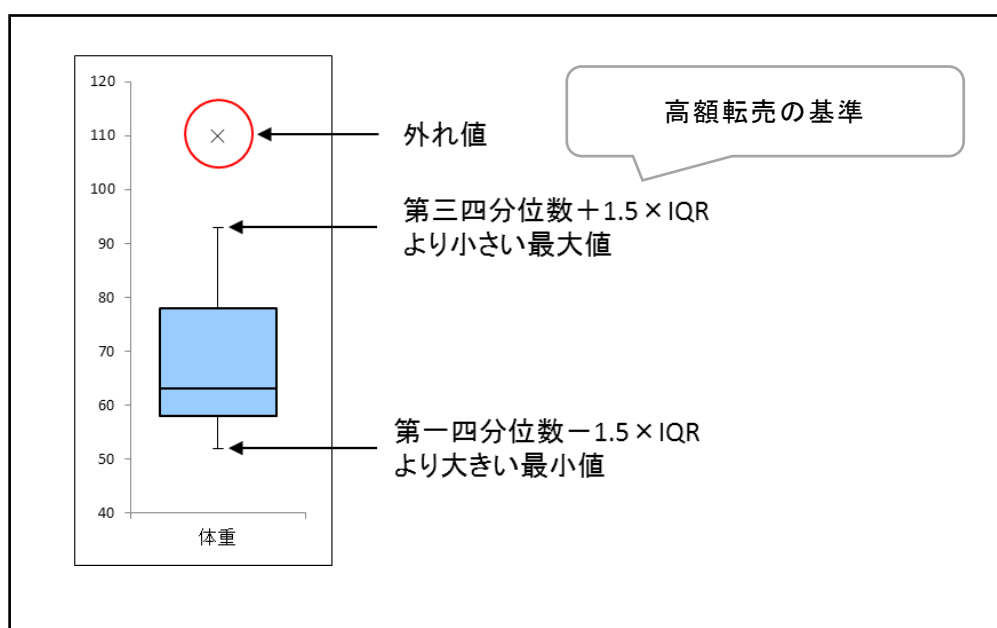 高額転売の基準
120
110
100
90
80
70
60
50
40
体重
外れ値
第三四分位数＋1.5×IQR
より小さい最大値
第一四分位数－1.5×IQR
より大きい最小値